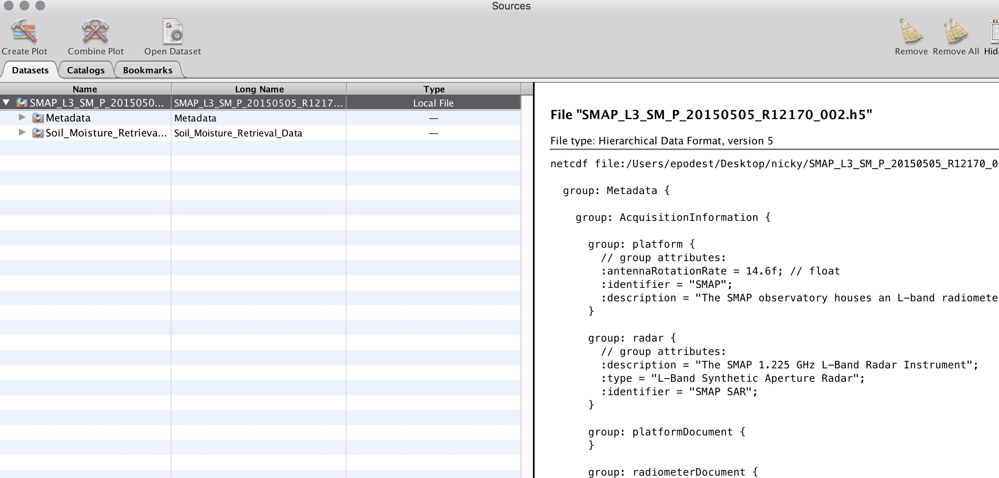 Sources
Create Plot Combine Plot Open Dataset Remove Remove All Hid
Datasets Catalogs Bookmarks
Name Long Name Type
SMAP_L3_SM_P_2015050... SMAP_L3_SM_P_20150505_R1217... Local File
Metadata Metadata —
Soil_Moisture_Retrieva... Soil_Moisture_Retrieval_Data —
File "SMAP_L3_SM_P_20150505_R12170_002.h5"
File type: Hierarchical Data Format, version 5
netcdf file:/Users/epodest/Desktop/nicky/SMAP_L3_SM_P_20150505_R12170_0
group: Metadata {
group: AcquisitionInformation {
group: platform {
// group attributes:
:antennaRotationRate = 14.6f; // float
:identifier = "SMAP";
:description = "The SMAP observatory houses an L-band radiomete
}
group: radar {
// group attributes:
:description = "The SMAP 1.225 GHz L-Band Radar Instrument";
:type = "L-Band Synthetic Aperture Radar";
:identifier = "SMAP SAR";
}
group: platformDocument {
}
group: radiometerDocument {